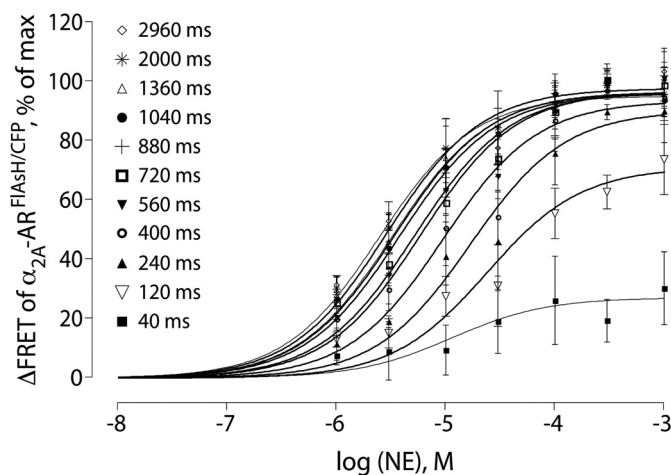 ΔFRET of α2A-AR FlAsH/CFP, % of max
120
100
80
60
40
20
0
2960 ms
2000 ms
1360 ms
1040 ms
880 ms
720 ms
560 ms
400 ms
240 ms
120 ms
40 ms
-8 -7 -6 -5 -4 -3
log (NE), M